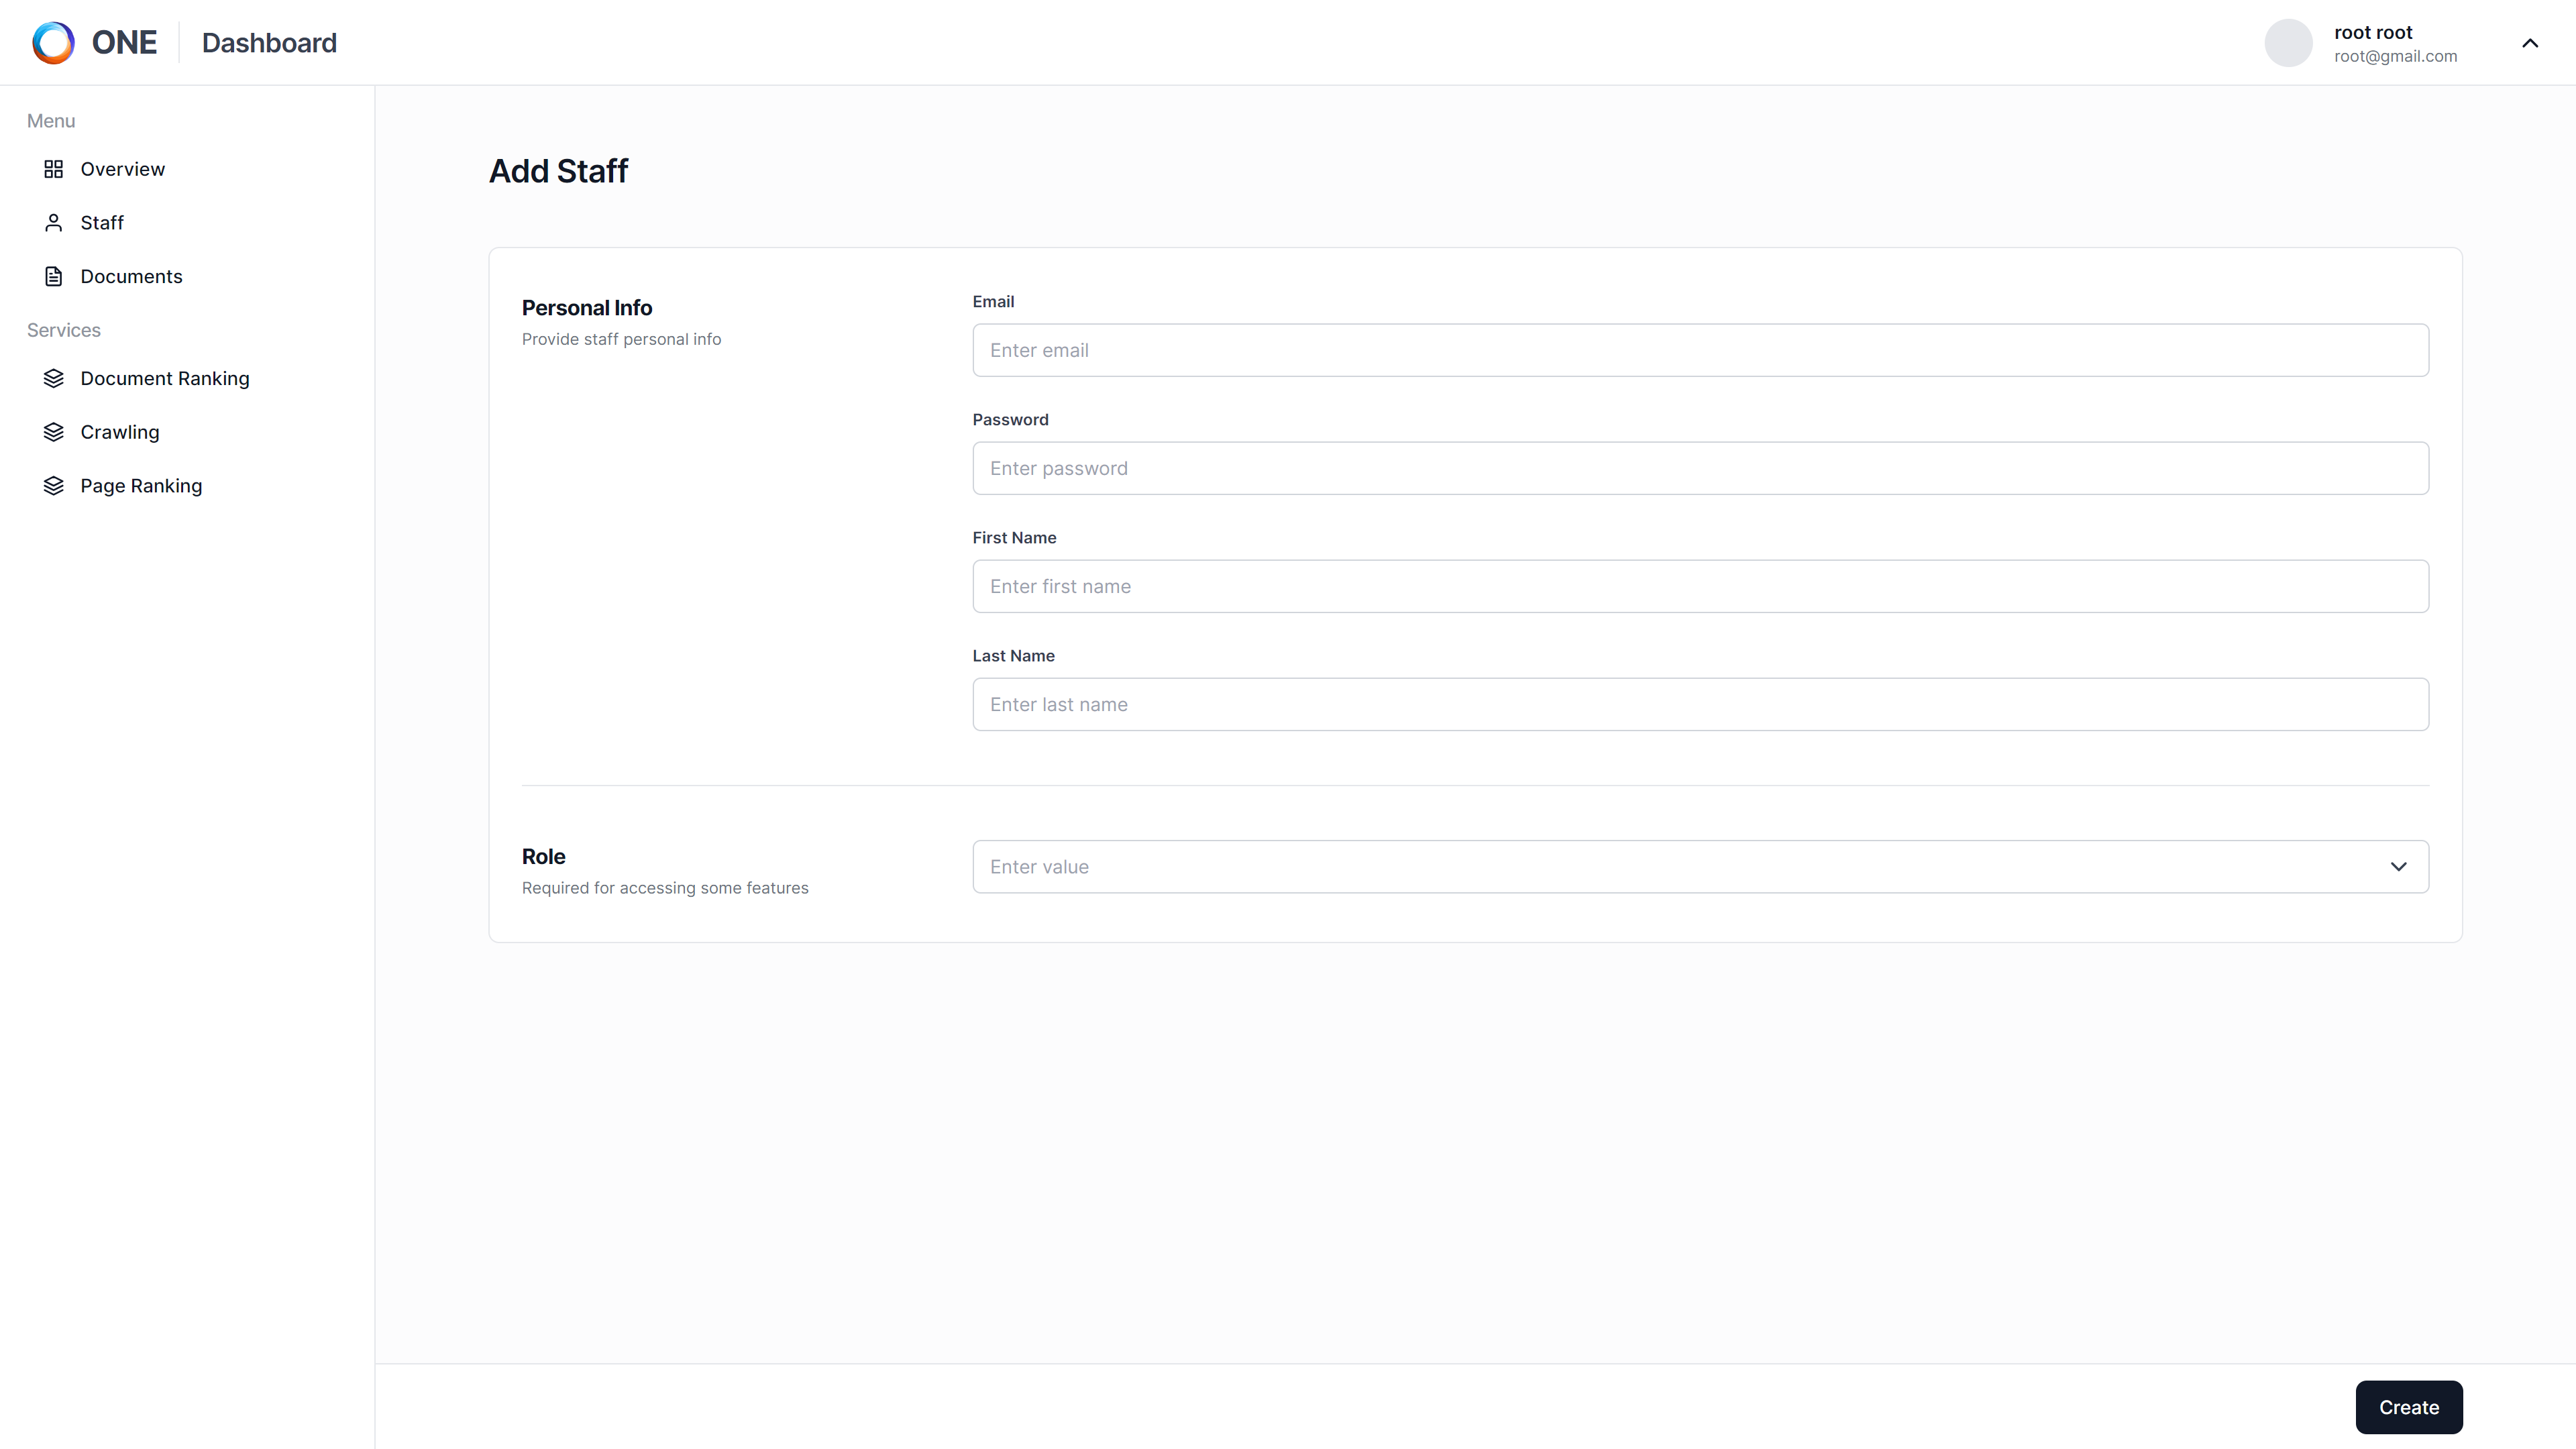 ONE
Dashboard
root root
root@gmail.com
Menu
Overview
Staff
Documents
Services
Document Ranking
Crawling
Page Ranking
Add Staff
Personal Info
Provide staff personal info
Email
Enter email
Password
Enter password
First Name
Enter first name
Last Name
Enter last name
Role
Required for accessing some features
Enter value
Create